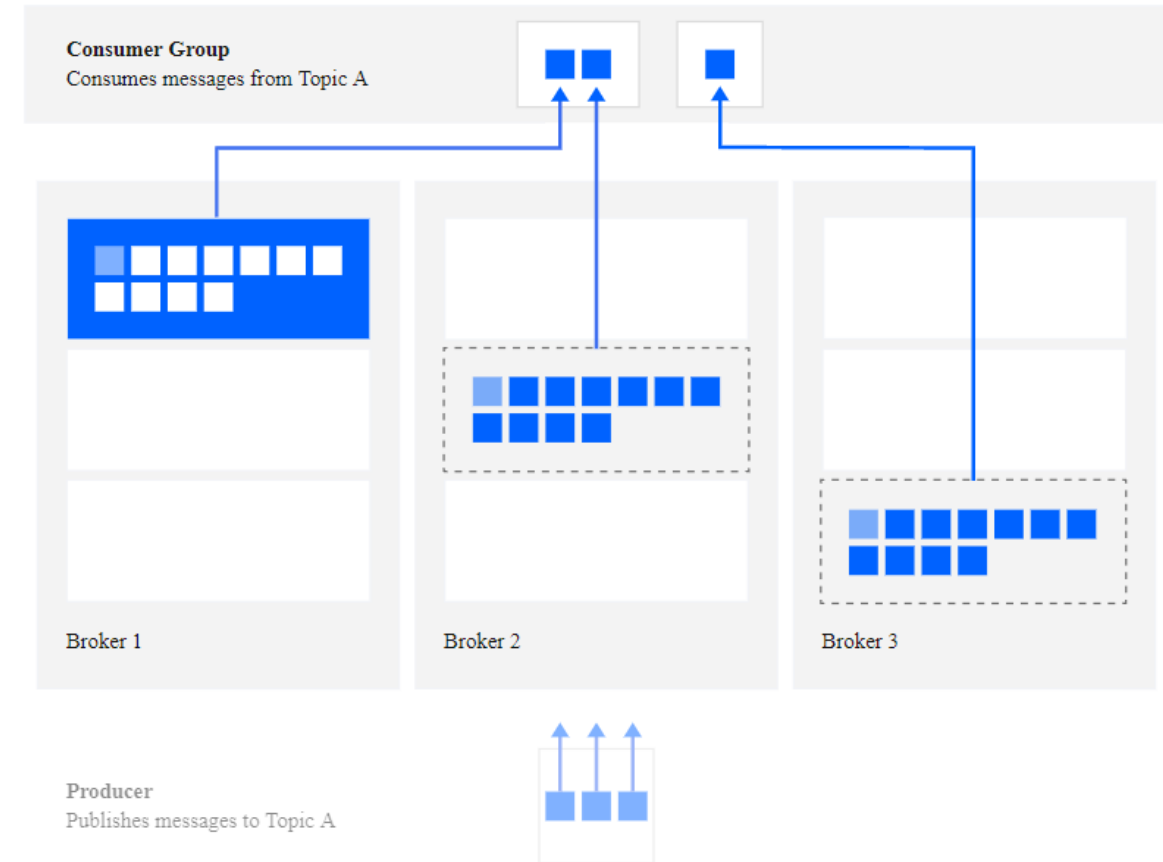 Consumer Group
Consumes messages from Topic A
Broker 1
Broker 2
Broker 3
Producer
Publishes messages to Topic A